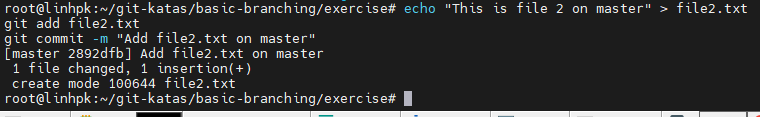 root@linhpk:~/git-katas/basic-branching/exercise# echo "This is file 2 on master" > file2.txt
git add file2.txt
git commit -m "Add file2.txt on master"
[master 2892dfb] Add file2.txt on master
 1 file changed, 1 insertion(+)
 create mode 100644 file2.txt
root@linhpk:~/git-katas/basic-branching/exercise#